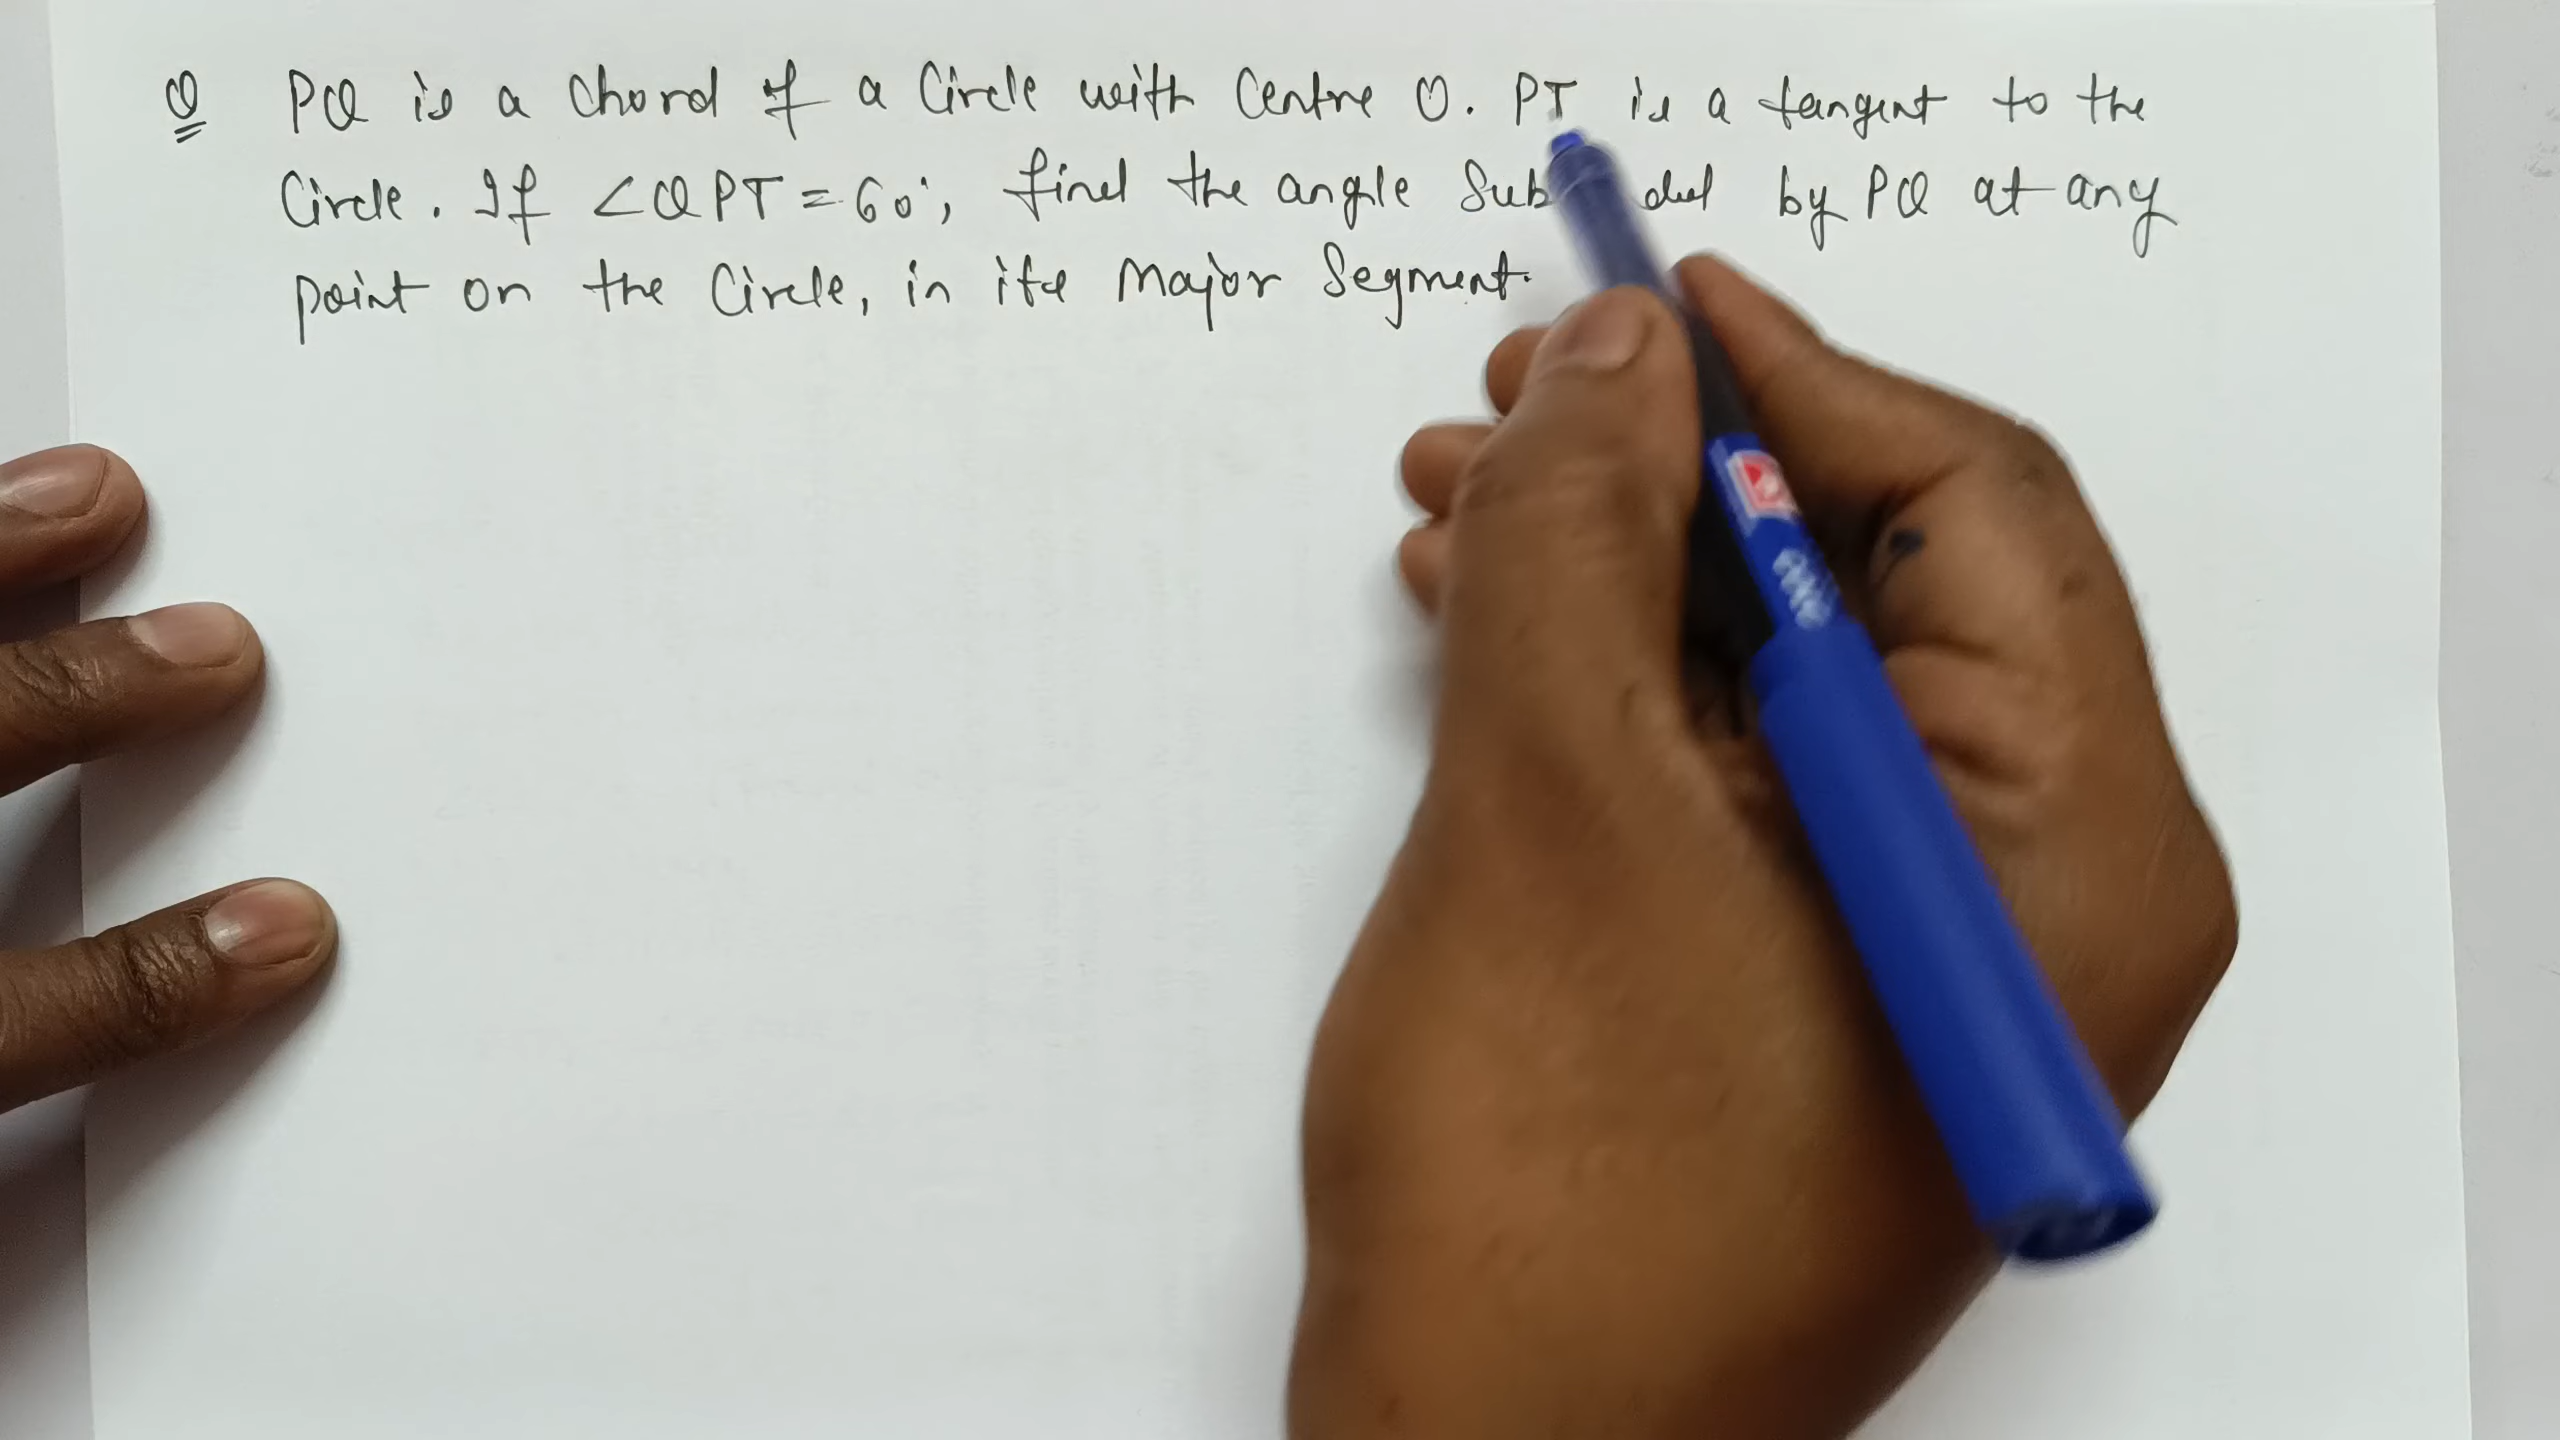 Q PQ is a Chord of a Circle with Centre O. PT is a tangent to the
Circle. If <QPT = 60°, find the angle by PQ at any
point on the Circle, in its Major Segment.